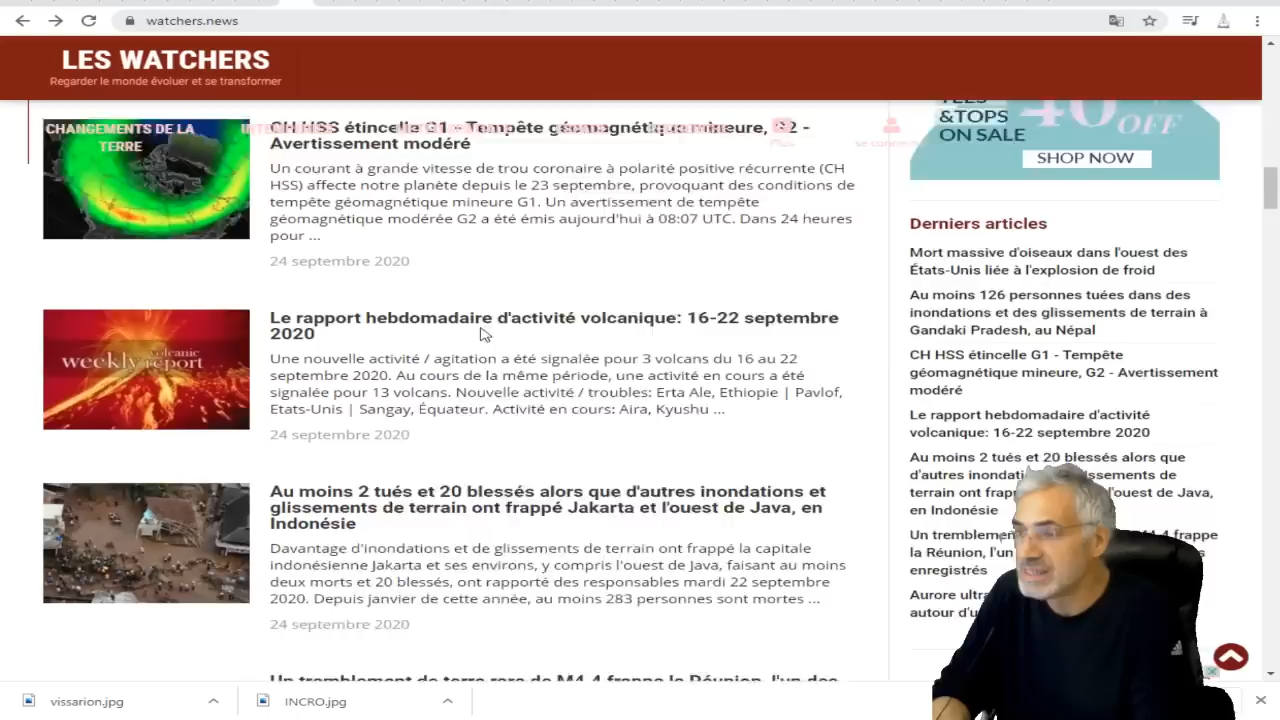 watchers.news
LES WATCHERS
Regarder le monde évoluer et se transformer
CHANGEMENTS DE LA
TERRE
CH HSS étincelle G1 - Tempête géomagnétique mineure, G2 -
Avertissement modéré
Un courant à grande vitesse de trou coronaire à polarité positive récurrente (CH
HSS) affecte notre planète depuis le 23 septembre, provoquant des conditions de
tempête géomagnétique mineure G1. Un avertissement de tempête
géomagnétique modérée G2 a été émis aujourd'hui à 08:07 UTC. Dans 24 heures
pour ...
24 septembre 2020
weekly volcanic report
Le rapport hebdomadaire d'activité volcanique: 16-22 septembre
2020
Une nouvelle activité / agitation a été signalée pour 3 volcans du 16 au 22
septembre 2020. Au cours de la même période, une activité en cours a été
signalée pour 13 volcans. Nouvelle activité / troubles: Erta Ale, Ethiopie | Pavlof,
Etats-Unis | Sangay, Équateur. Activité en cours: Aira, Kyushu ...
24 septembre 2020
Au moins 2 tués et 20 blessés alors que d'autres inondations et
glissements de terrain ont frappé Jakarta et l'ouest de Java, en
Indonésie
Davantage d'inondations et de glissements de terrain ont frappé la capitale
indonésienne Jakarta et ses environs, y compris l'ouest de Java, faisant au moins
deux morts et 20 blessés, ont rapporté des responsables mardi 22 septembre
2020. Depuis janvier de cette année, au moins 283 personnes sont mortes ...
24 septembre 2020
Un tremblement de terre rare de M4.4 frappe la Réunion, l'un des
&TOPS
ON SALE
40
OFF
SHOP NOW
Derniers articles
Mort massive d'oiseaux dans l'ouest des
États-Unis liée à l'explosion de froid
Au moins 126 personnes tuées dans des
inondations et des glissements de terrain à
Gandaki Pradesh, au Népal
CH HSS étincelle G1 - Tempête
géomagnétique mineure, G2 - Avertissement
modéré
Le rapport hebdomadaire d'activité
volcanique: 16-22 septembre 2020
Au moins 2 tués et 20 blessés alors que
d'autres inondati
terrain ont frap
en Indonésie
Un tremblemen
la Réunion, l'un
enregistrés
Aurore ultra
autour d'u
vissarion.jpg
INCRO.jpg